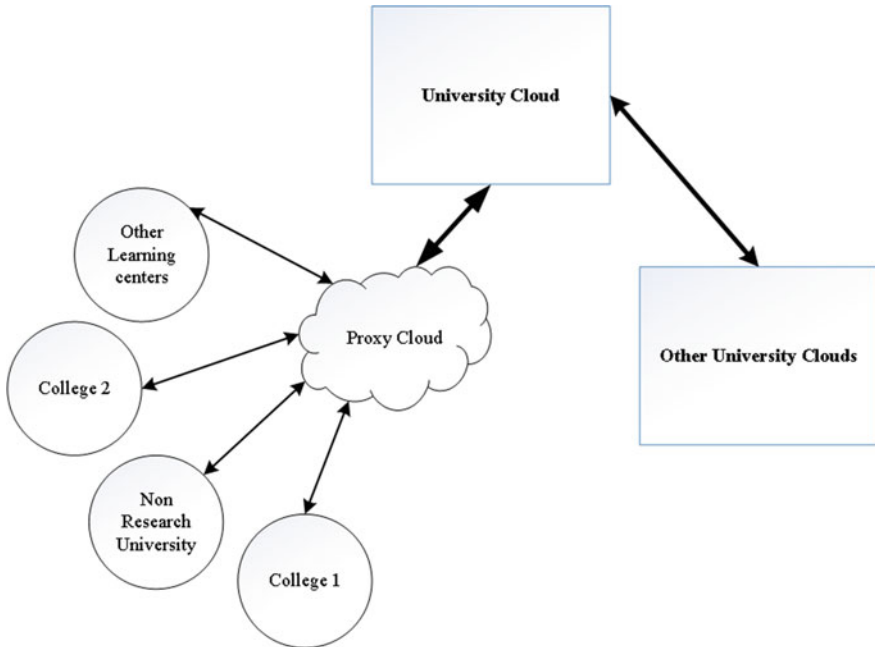 University Cloud
Other
Learning
centers
Proxy Cloud
Other University Clouds
College 2
Non
Research
University
College 1